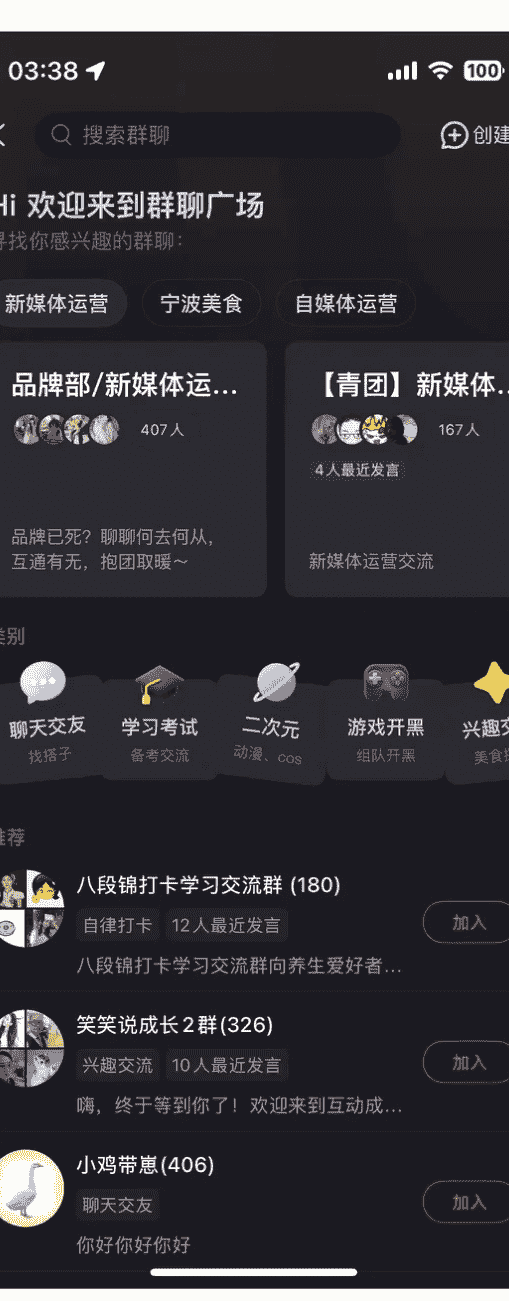 03:38
100
搜索群聊
创建
Hi 欢迎来到群聊广场
寻找你感兴趣的群聊:
新媒体运营
宁波美食
自媒体运营
品牌部/新媒体运...
【青团】新媒体...
407人
167人
4人最近发言
品牌已死？聊聊何去何从，
互通有无，抱团取暖～
新媒体运营交流
类别
聊天交友
学习考试
二次元
游戏开黑
兴趣交
找搭子
备考交流
动漫、cos
组队开黑
美食
推荐
八段锦打卡学习交流群 (180)
自律打卡
12人最近发言
加入
八段锦打卡学习交流群向养生爱好者...
笑笑说成长2群(326)
兴趣交流
10人最近发言
加入
嗨，终于等到你了！欢迎来到互动成...
小鸡带崽(406)
聊天交友
加入
你好你好你好